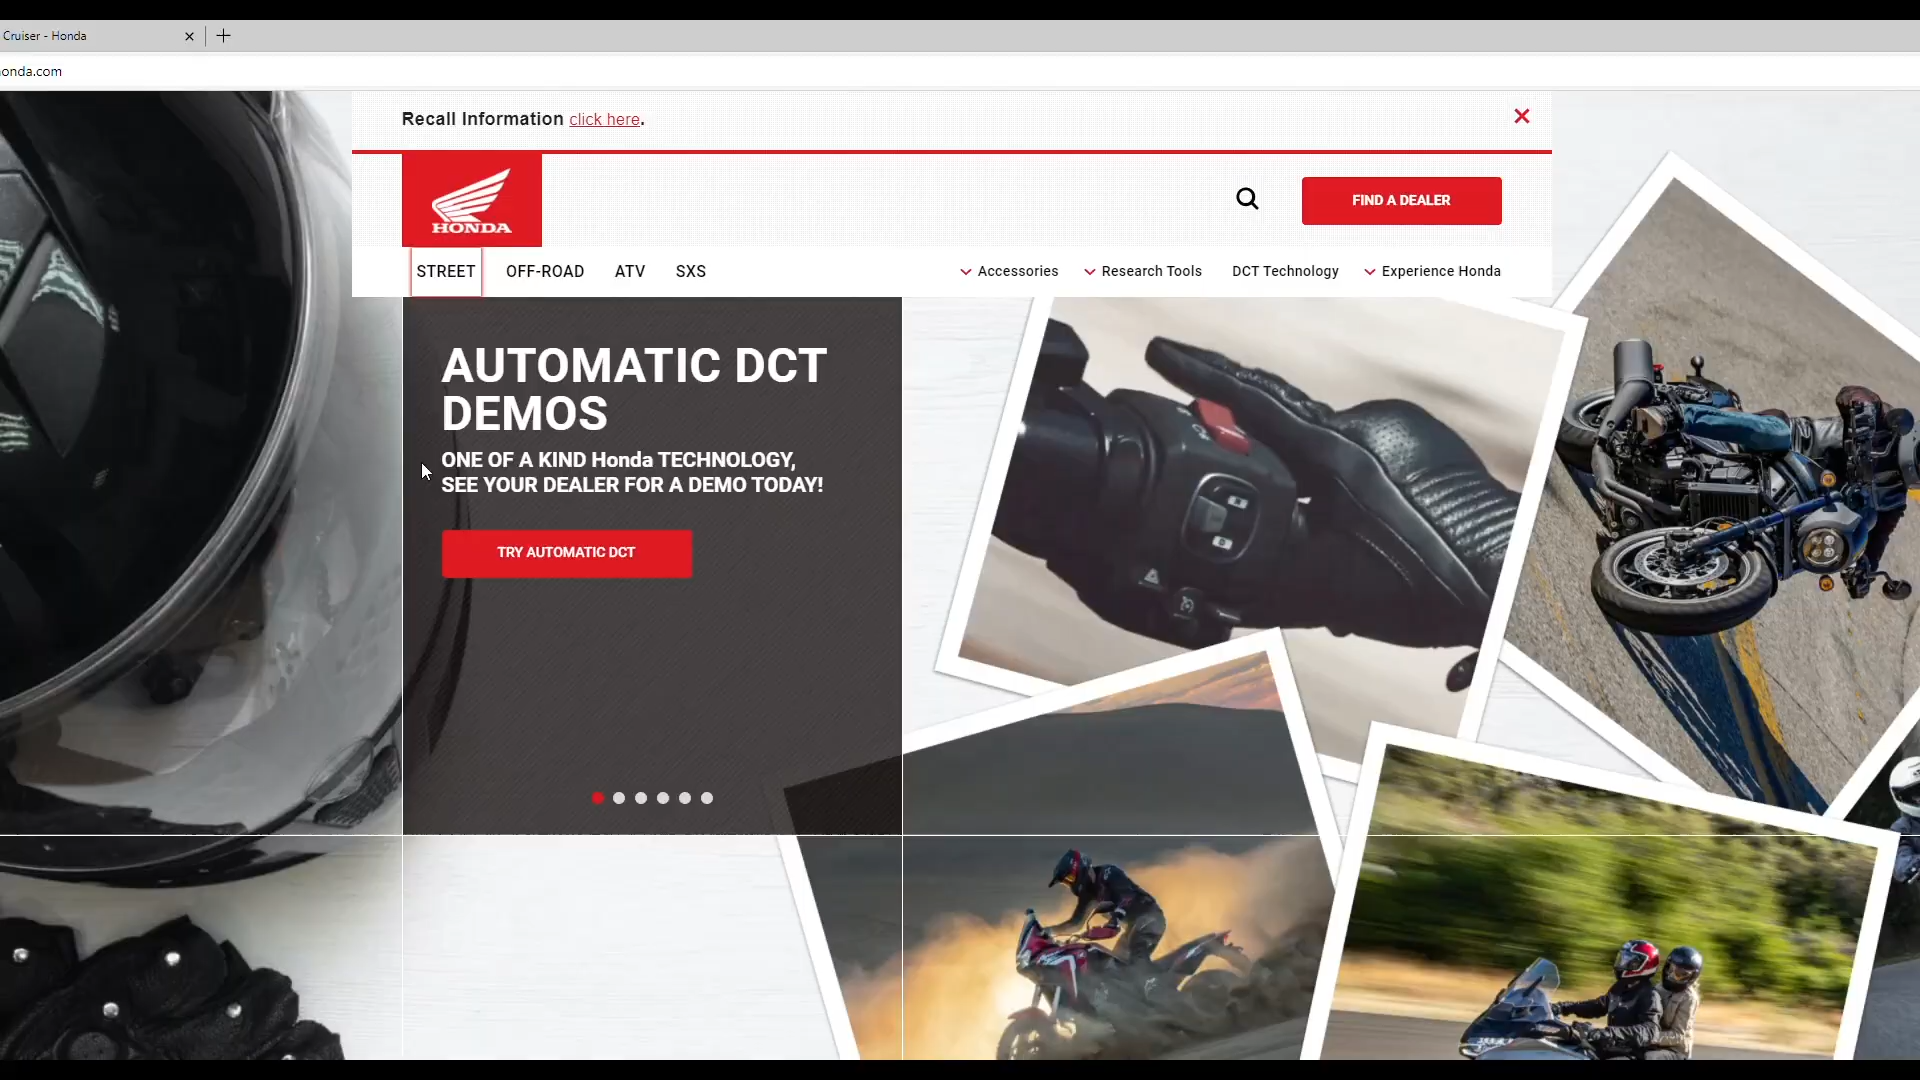 Cruiser - Honda
onda.com
Recall Information click here.
HONDA
FIND A DEALER
STREET OFF-ROAD ATV SXS Accessories Research Tools DCT Technology Experience Honda
AUTOMATIC DCT
DEMOS
ONE OF A KIND Honda TECHNOLOGY,
SEE YOUR DEALER FOR A DEMO TODAY!
TRY AUTOMATIC DCT